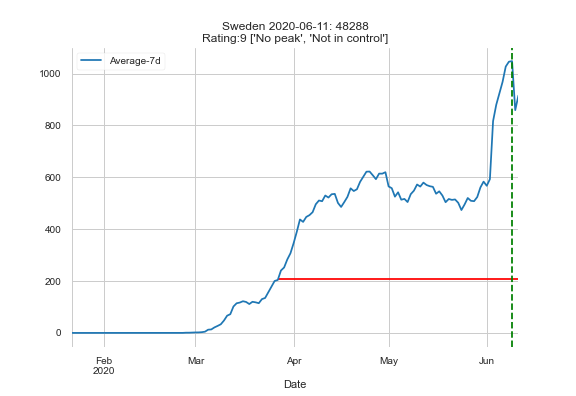 Sweden 2020-06-11: 48288
Rating:9 ['No peak', 'Not in control']
Average-7d
1000
800
600
400
200
0
Feb Mar Apr May Jun
2020
Date